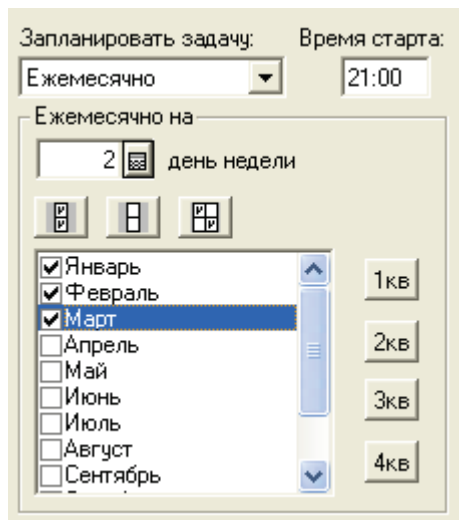 Запланировать задачу: Время старта:
Ежемесячно 21:00
Ежемесячно на
2 день недели
Январь
Февраль
Март
Апрель
Май
Июнь
Июль
Август
Сентябрь
1кв
2кв
3кв
4кв